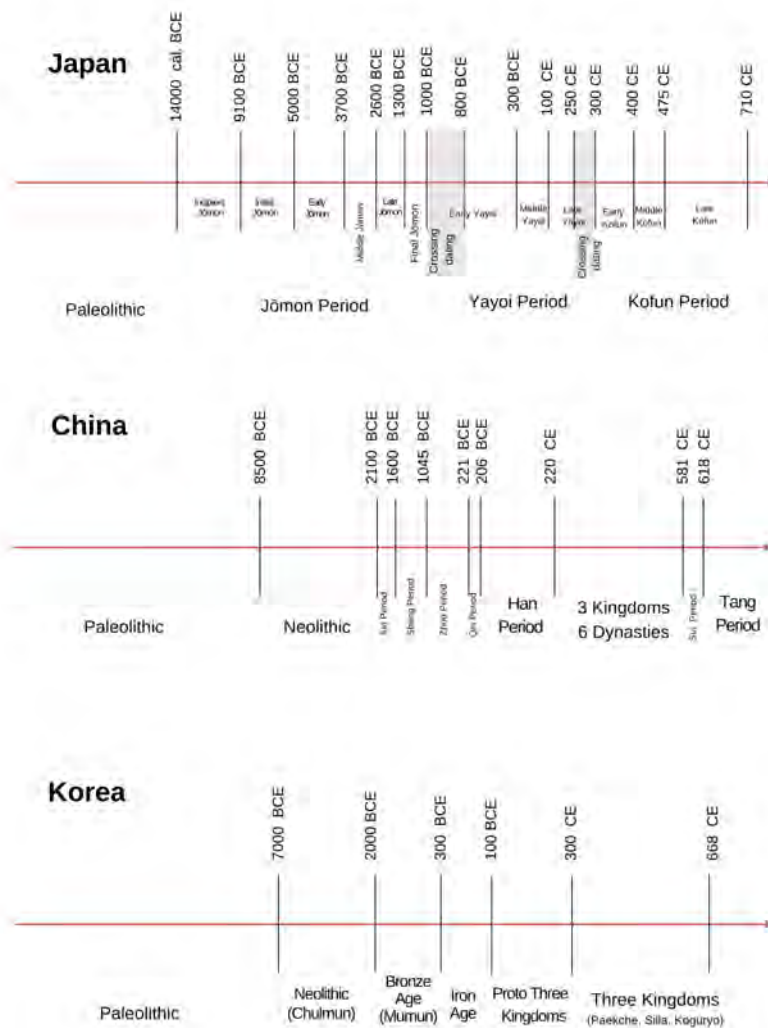 Japan
14000 cal. BCE
9100 BCE
5000 BCE
3700 BCE
2600 BCE
1300 BCE
1000 BCE
800 BCE
300 BCE
100 CE
250 CE
300 CE
400 CE
475 CE
710 CE
Incipient Jōmon
Initial Jōmon
Early Jōmon
Middle Jōmon
Late Jōmon
Final Jōmon
Crossing dating
Early Yayoi
Middle Yayoi
Late Yayoi
Crossing dating
Early Kofun
Middle Kofun
Late Kofun
Paleolithic
Jōmon Period
Yayoi Period
Kofun Period
China
8500 BCE
2100 BCE
1600 BCE
1045 BCE
221 BCE
206 BCE
220 CE
581 CE
618 CE
Paleolithic
Neolithic
Period
Shang Period
Zhou Period
Qin Period
Han
Period
3 Kingdoms
6 Dynasties
Sui Period
Tang
Period
Korea
7000 BCE
2000 BCE
300 BCE
100 BCE
300 CE
668 CE
Paleolithic
Neolithic
(Chulmun)
Bronze
Age
(Mumun)
Iron
Age
Proto Three
Kingdoms
Three Kingdoms
(Paekche, Silla, Koguryo)